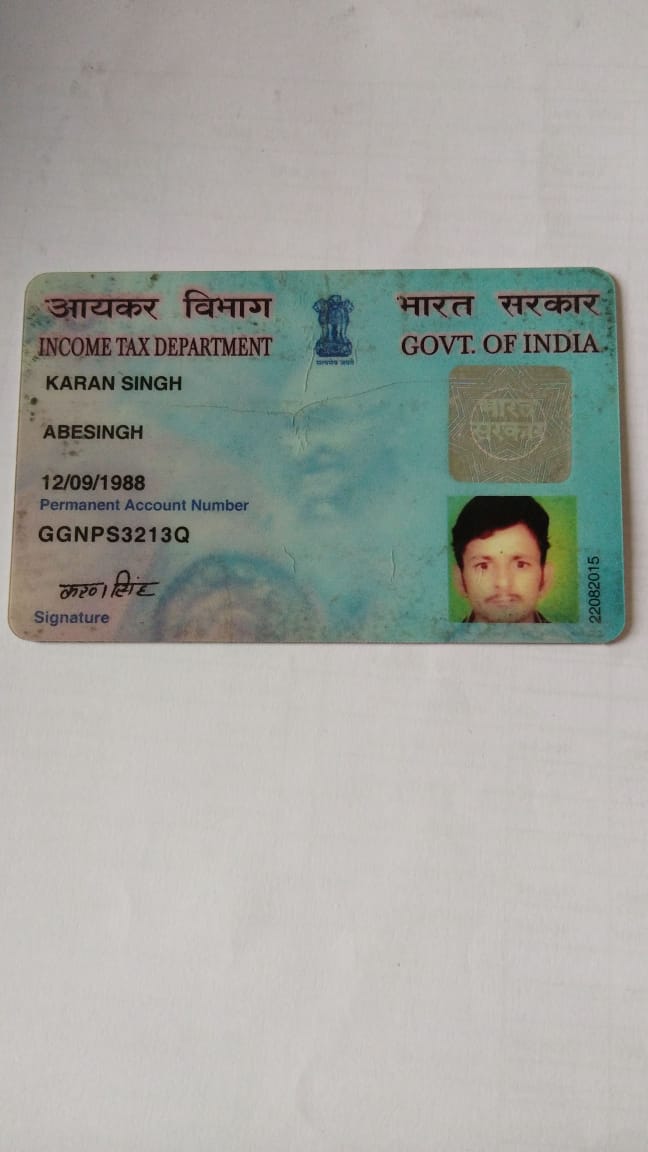 आयकर विभाग
INCOME TAX DEPARTMENT
सत्यमेव जयते
भारत सरकार
GOVT. OF INDIA
KARAN SINGH
ABESINGH
12/09/1988
Permanent Account Number
GGNPS3213Q
करण सिंह
Signature
भारत
सरकार
22082015